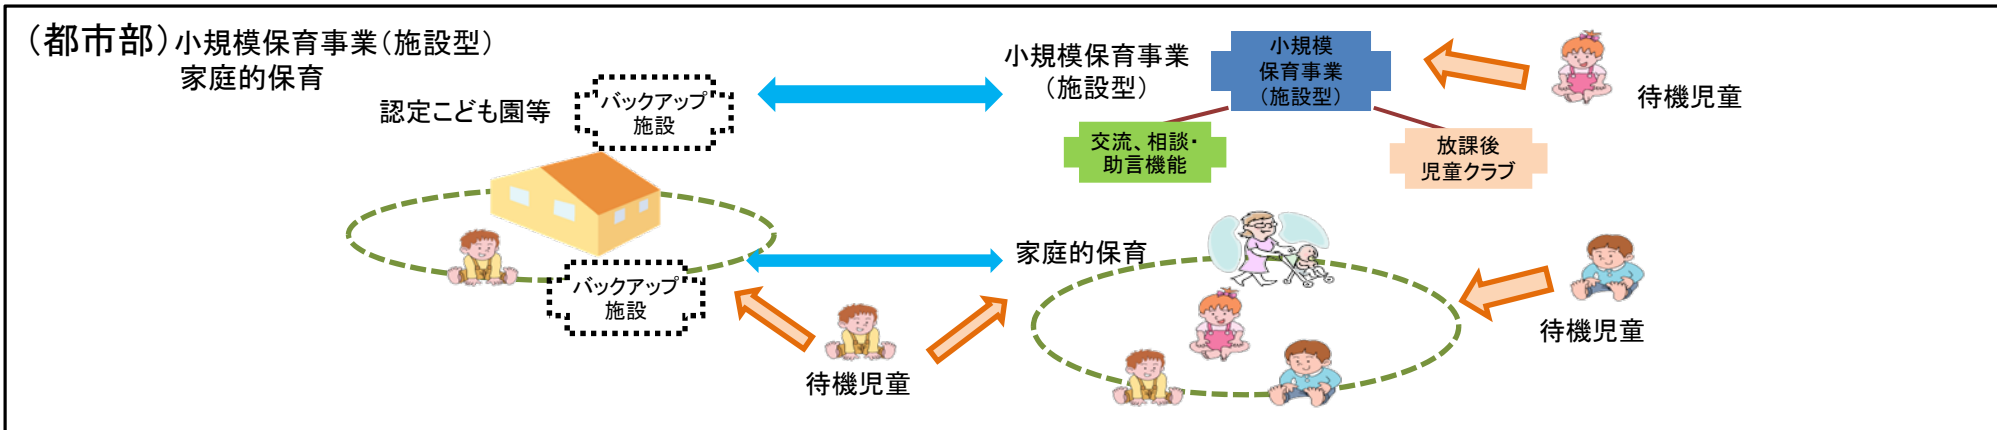 （都市部）小規模保育事業（施設型）
家庭的保育
認定こども園等
バックアップ
施設
小規模保育事業
（施設型）
小規模
保育事業
（施設型）
待機児童
交流、相談・
助言機能
放課後
児童クラブ
バックアップ
施設
家庭的保育
待機児童
待機児童